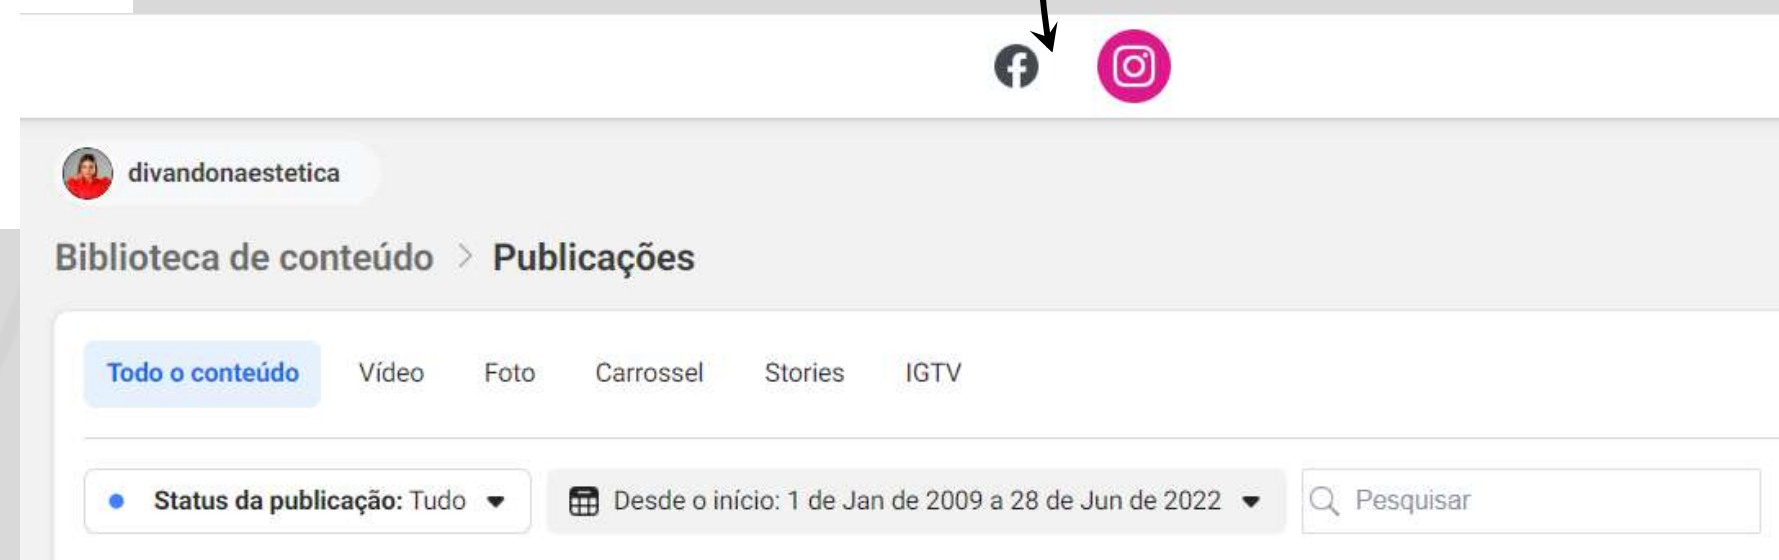 divandonaestetica
Biblioteca de conteúdo > Publicações
Todo o conteúdo Vídeo Foto Carrossel Stories IGTV
Status da publicação: Tudo Desde o início: 1 de Jan de 2009 a 28 de Jun de 2022 Pesquisar